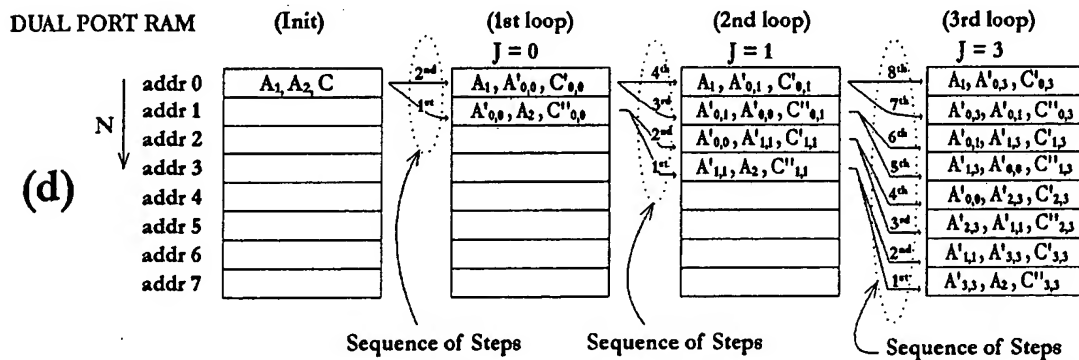 DUAL PORT RAM (Init) (1st loop) (2nd loop) (3rd loop)
J = 0 J = 1 J = 3
addr 0 A₁, A₂, C 2ⁿᵈ A₁, A'₀,₀, C'₀,₀ 4ᵗʰ A₁, A'₀,₁, C'₀,₁ 8ᵗʰ A₁, A'₀,₃, C'₀,₃
addr 1 1ˢᵗ A'₀,₀, A₂, C''₀,₀ 3ʳᵈ A'₀,₁, A'₀,₀, C''₀,₁ 7ᵗʰ A'₀,₃, A'₀,₁, C''₀,₃
addr 2 2ⁿᵈ A'₀,₀, A'₁,₁, C'₁,₁ 6ᵗʰ A'₀,₁, A'₁,₃, C'₁,₃
addr 3 1ˢᵗ A'₁,₁, A₂, C''₁,₁ 5ᵗʰ A'₁,₃, A'₀,₀, C''₁,₃
addr 4 4ᵗʰ A'₀,₀, A'₂,₃, C'₂,₃
addr 5 3ʳᵈ A'₂,₃, A'₁,₁, C''₂,₃
addr 6 2ⁿᵈ A'₁,₁, A'₃,₃, C'₃,₃
addr 7 1ˢᵗ A'₃,₃, A₂, C''₃,₃
N
(d)
Sequence of Steps Sequence of Steps Sequence of Steps